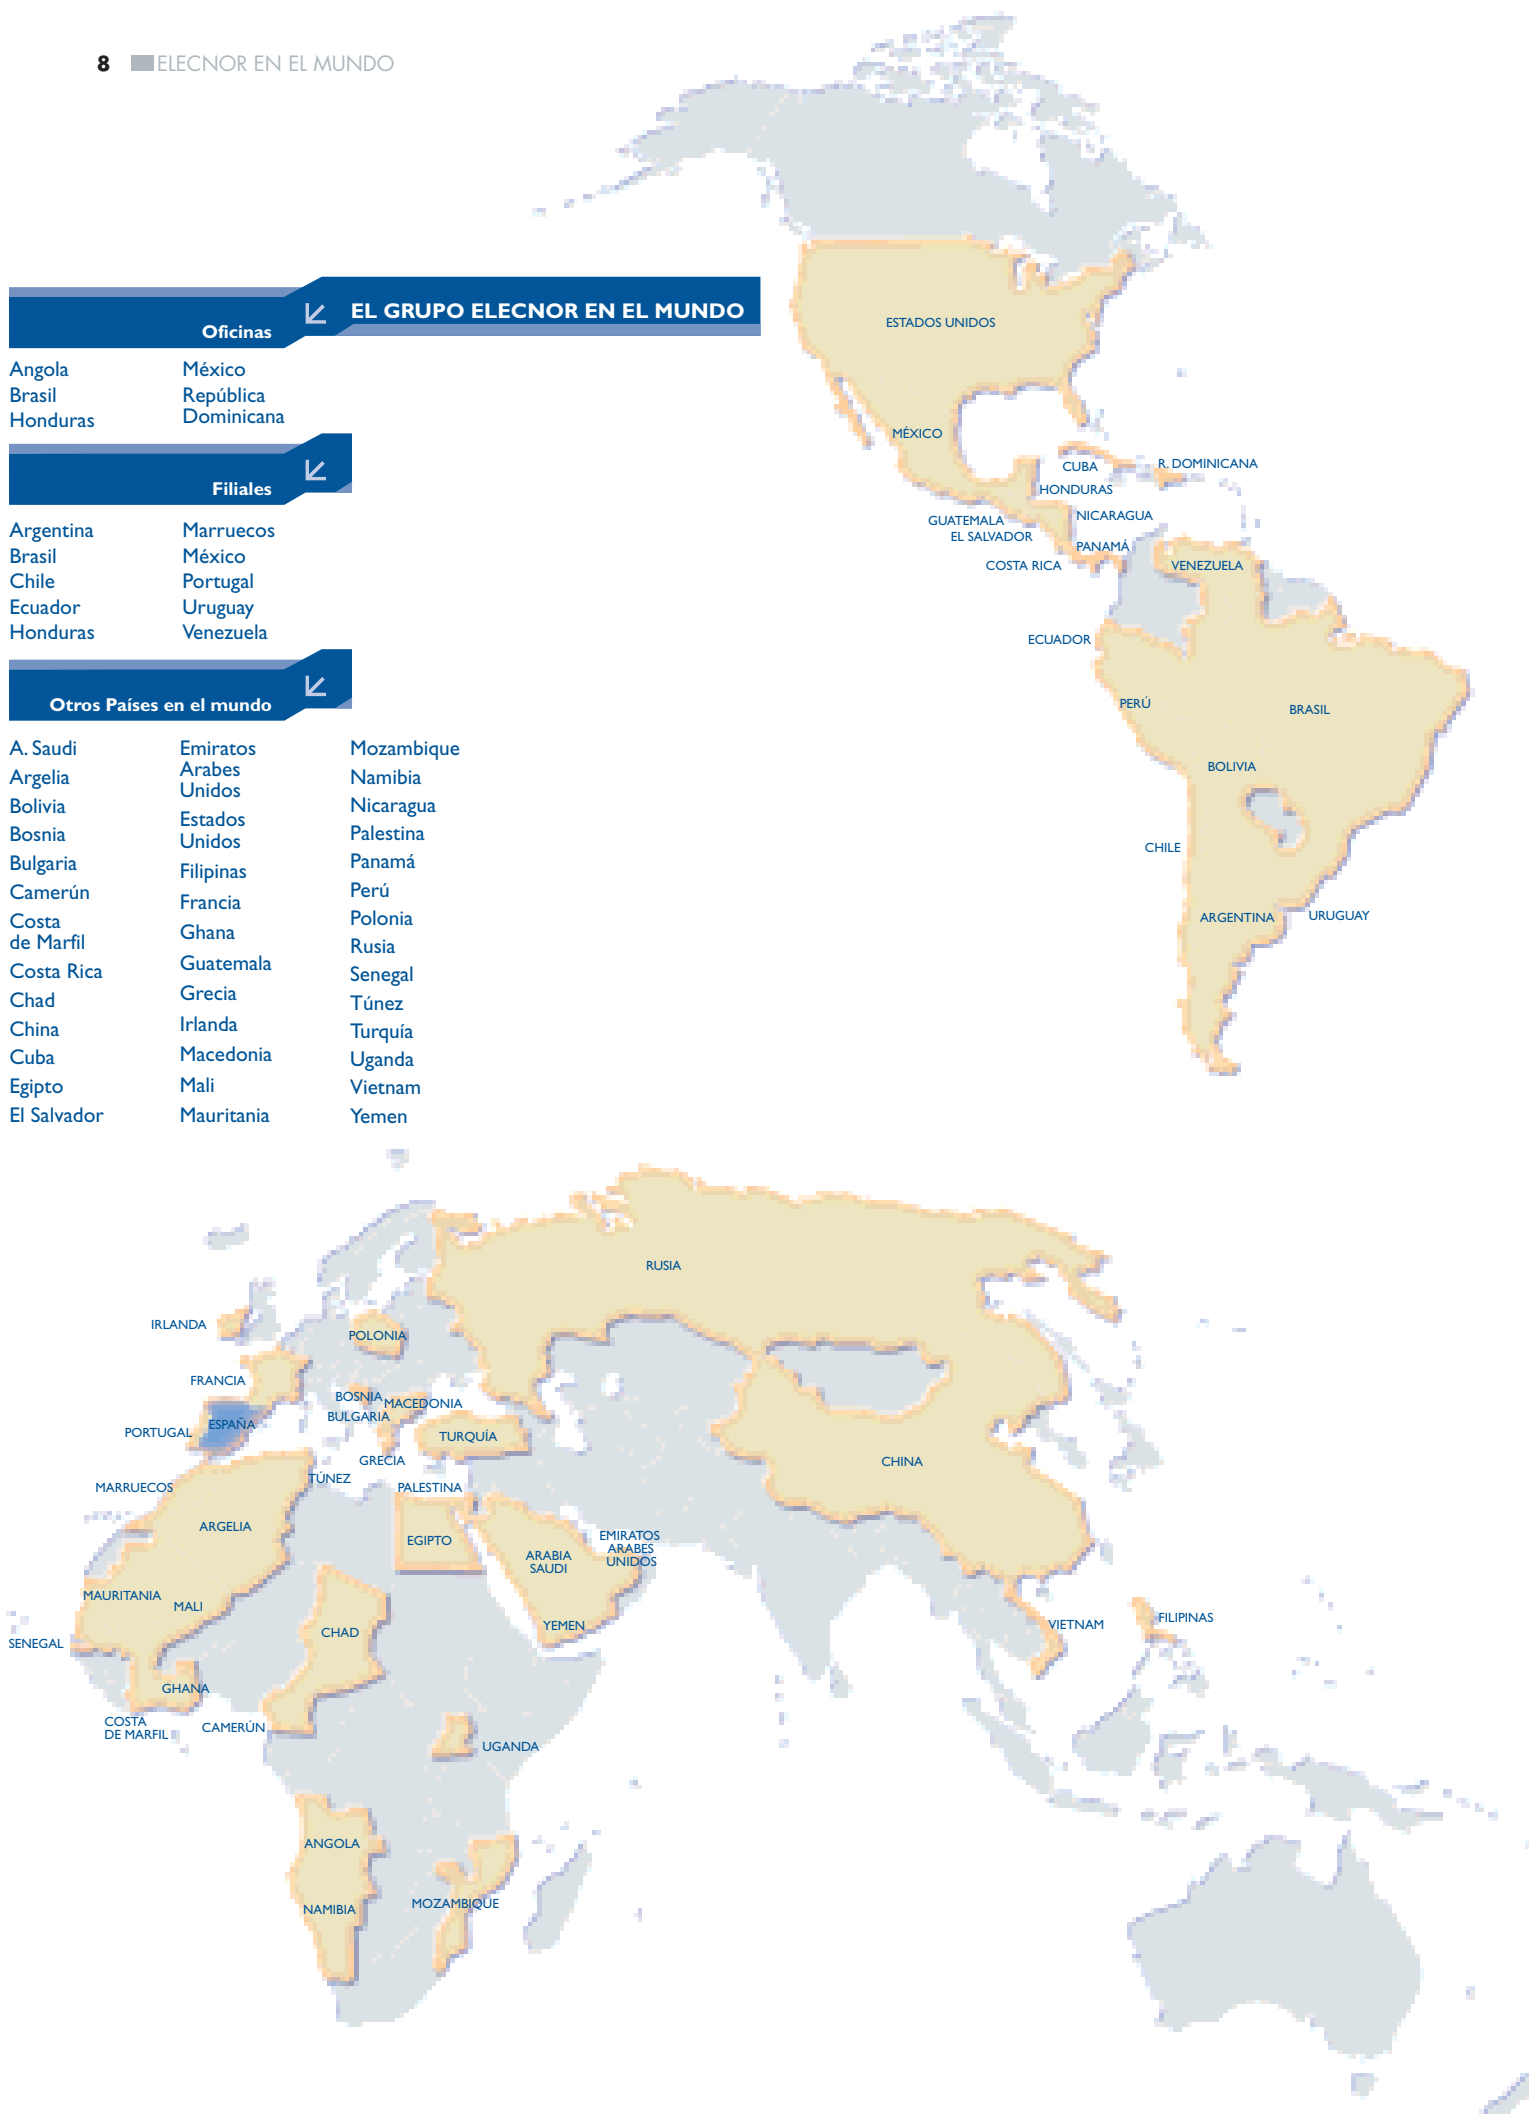 8 ELECNOR EN EL MUNDO
EL GRUPO ELECNOR EN EL MUNDO
Oficinas
Angola
Brasil
Honduras
México
República
Dominicana
Filiales
Argentina
Brasil
Chile
Ecuador
Honduras
Marruecos
México
Portugal
Uruguay
Venezuela
Otros Países en el mundo
A. Saudi
Argelia
Bolivia
Bosnia
Bulgaria
Camerún
Costa
de Marfil
Costa Rica
Chad
China
Cuba
Egipto
El Salvador
Emiratos
Arabes
Unidos
Estados
Unidos
Filipinas
Francia
Ghana
Guatemala
Grecia
Irlanda
Macedonia
Mali
Mauritania
Mozambique
Namibia
Nicaragua
Palestina
Panamá
Perú
Polonia
Rusia
Senegal
Túnez
Turquía
Uganda
Vietnam
Yemen
ESTADOS UNIDOS
MÉXICO
CUBA
R. DOMINICANA
HONDURAS
GUATEMALA
NICARAGUA
EL SALVADOR
PANAMÁ
COSTA RICA
VENEZUELA
ECUADOR
PERÚ
BRASIL
BOLIVIA
CHILE
ARGENTINA
URUGUAY
RUSIA
IRLANDA
POLONIA
FRANCIA
BOSNIA
MACEDONIA
BULGARIA
ESPAÑA
PORTUGAL
TURQUÍA
GRECIA
CHINA
TÚNEZ
MARRUECOS
PALESTINA
ARGELIA
EGIPTO
EMIRATOS
ARABES
UNIDOS
ARABIA
SAUDI
MAURITANIA
MALI
YEMEN
VIETNAM
FILIPINAS
SENEGAL
CHAD
GHANA
COSTA
DE MARFIL
CAMERÚN
UGANDA
ANGOLA
MOZAMBIQUE
NAMIBIA